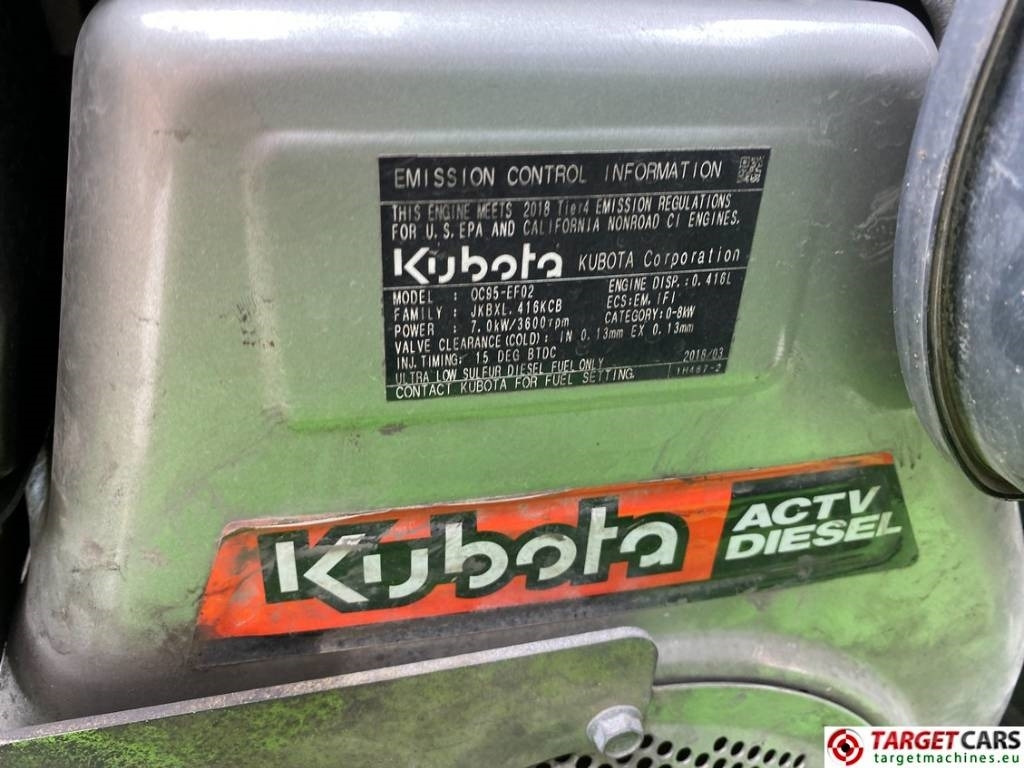 EMISSION CONTROL INFORMATION
THIS ENGINE MEETS 2018 Tier4 EMISSION REGULATIONS
FOR U.S.EPA AND CALIFORNIA NONROAD CI ENGINES.
Kubota KUBOTA Corporation
MODEL : OC95-EF02 ENGINE DISP.:0.416L
FAMILY : JKBXL.416KCB ECS:EM,IFI
POWER : 7.0kW/3600rpm CATEGORY:0-8kW
VALVE CLEARANCE(COLD): IN 0.13mm EX 0.13mm
INJ.TIMING: 15 DEG BTDC 2018/03
ULTRA LOW SULFUR DIESEL FUEL ONLY
CONTACT KUBOTA FOR FUEL SETTING. 1H487-2
Kubota ACTV
DIESEL
TARGETCARS
targetmachines.eu